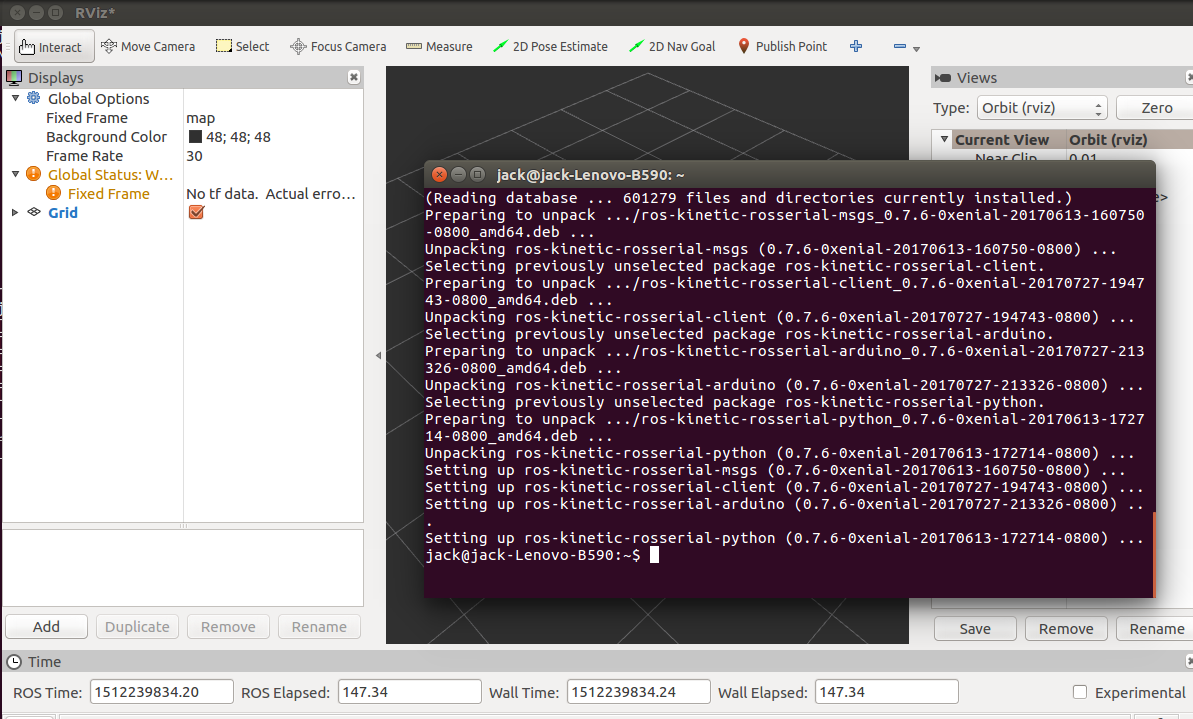 RViz*
Interact Move Camera Select Focus Camera Measure 2D Pose Estimate 2D Nav Goal Publish Point
Displays
Global Options
Fixed Frame map
Background Color 48; 48; 48
Frame Rate 30
Global Status: W...
Fixed Frame No tf data. Actual erro...
Grid
Add Duplicate Remove Rename
Views
Type: Orbit (rviz) Zero
Current View Orbit (rviz)
Near Clip 0.01
Save Remove Rename
jack@jack-Lenovo-B590: ~
(Reading database ... 601279 files and directories currently installed.)
Preparing to unpack .../ros-kinetic-rosserial-msgs_0.7.6-0xenial-20170613-160750
-0800_amd64.deb ...
Unpacking ros-kinetic-rosserial-msgs (0.7.6-0xenial-20170613-160750-0800) ...
Selecting previously unselected package ros-kinetic-rosserial-client.
Preparing to unpack .../ros-kinetic-rosserial-client_0.7.6-0xenial-20170727-1947
43-0800_amd64.deb ...
Unpacking ros-kinetic-rosserial-client (0.7.6-0xenial-20170727-194743-0800) ...
Selecting previously unselected package ros-kinetic-rosserial-arduino.
Preparing to unpack .../ros-kinetic-rosserial-arduino_0.7.6-0xenial-20170727-213
326-0800_amd64.deb ...
Unpacking ros-kinetic-rosserial-arduino (0.7.6-0xenial-20170727-213326-0800) ...
Selecting previously unselected package ros-kinetic-rosserial-python.
Preparing to unpack .../ros-kinetic-rosserial-python_0.7.6-0xenial-20170613-1727
14-0800_amd64.deb ...
Unpacking ros-kinetic-rosserial-python (0.7.6-0xenial-20170613-172714-0800) ...
Setting up ros-kinetic-rosserial-msgs (0.7.6-0xenial-20170613-160750-0800) ...
Setting up ros-kinetic-rosserial-client (0.7.6-0xenial-20170727-194743-0800) ...
Setting up ros-kinetic-rosserial-arduino (0.7.6-0xenial-20170727-213326-0800) ..
.
Setting up ros-kinetic-rosserial-python (0.7.6-0xenial-20170613-172714-0800) ...
jack@jack-Lenovo-B590:~$
Time
ROS Time: 1512239834.20 ROS Elapsed: 147.34 Wall Time: 1512239834.24 Wall Elapsed: 147.34 Experimental